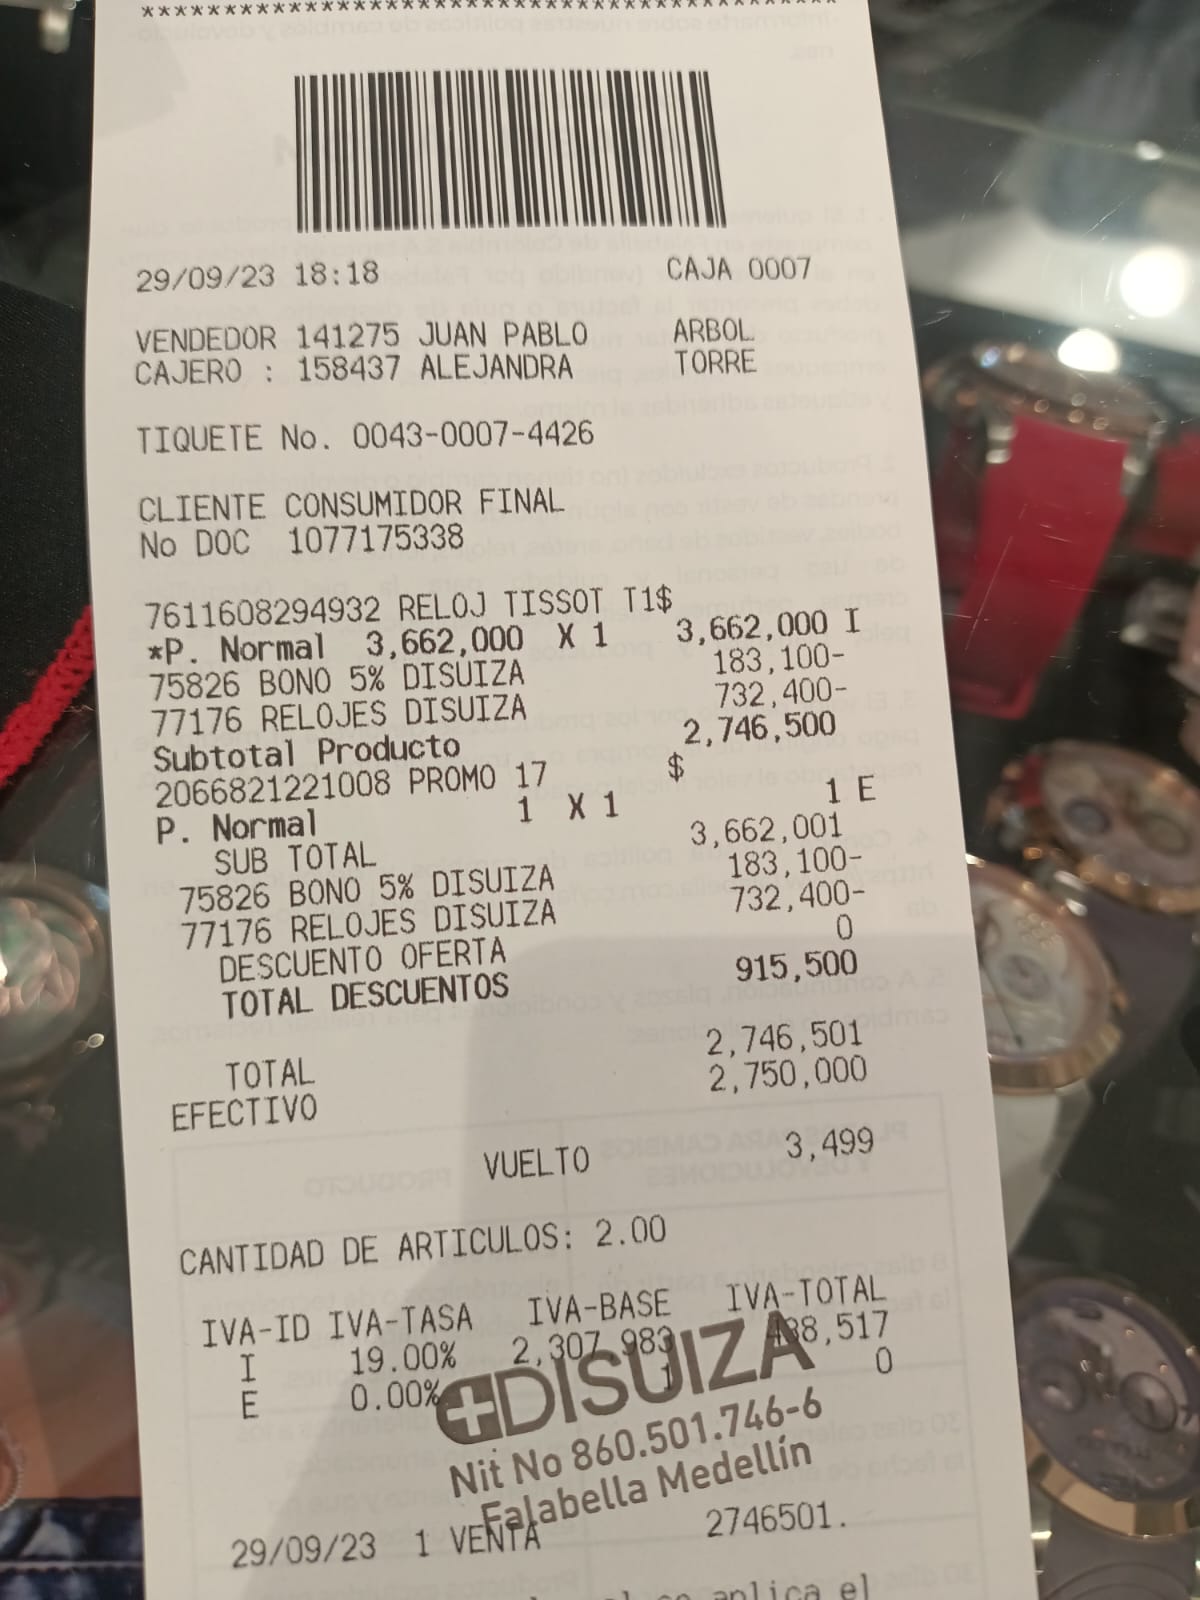 ****************************************
29/09/23 18:18 CAJA 0007
VENDEDOR 141275 JUAN PABLO ARBOL
CAJERO : 158437 ALEJANDRA TORRE
TIQUETE No. 0043-0007-4426
CLIENTE CONSUMIDOR FINAL
No DOC 1077175338
7611608294932 RELOJ TISSOT T1$
*P. Normal 3,662,000 X 1 3,662,000 I
75826 BONO 5% DISUIZA 183,100-
77176 RELOJES DISUIZA 732,400-
Subtotal Producto 2,746,500
2066821221008 PROMO 17 $
P. Normal 1 X 1 1 E
SUB TOTAL 3,662,001
75826 BONO 5% DISUIZA 183,100-
77176 RELOJES DISUIZA 732,400-
DESCUENTO OFERTA 0
TOTAL DESCUENTOS 915,500
TOTAL 2,746,501
EFECTIVO 2,750,000
VUELTO 3,499
CANTIDAD DE ARTICULOS: 2.00
IVA-ID IVA-TASA IVA-BASE IVA-TOTAL
I 19.00% 2,307,983 438,517
E 0.00% 1 0
DISUIZA
Nit No 860.501.746-6
Falabella Medellín
29/09/23 1 VENTA 2746501.
aplica el